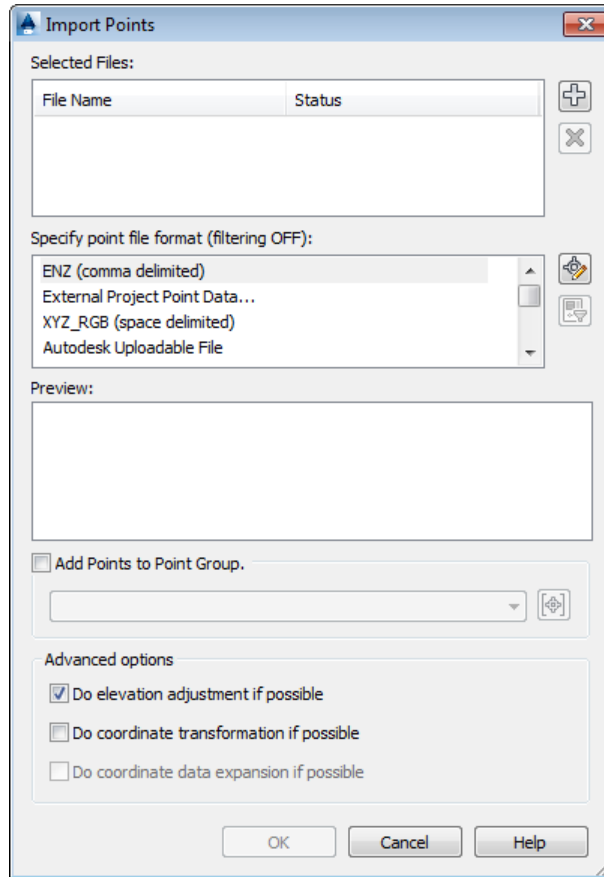 Import Points
Selected Files:
File Name Status
Specify point file format (filtering OFF):
ENZ (comma delimited)
External Project Point Data...
XYZ_RGB (space delimited)
Autodesk Uploadable File
Preview:
Add Points to Point Group.
Advanced options
Do elevation adjustment if possible
Do coordinate transformation if possible
Do coordinate data expansion if possible
OK Cancel Help